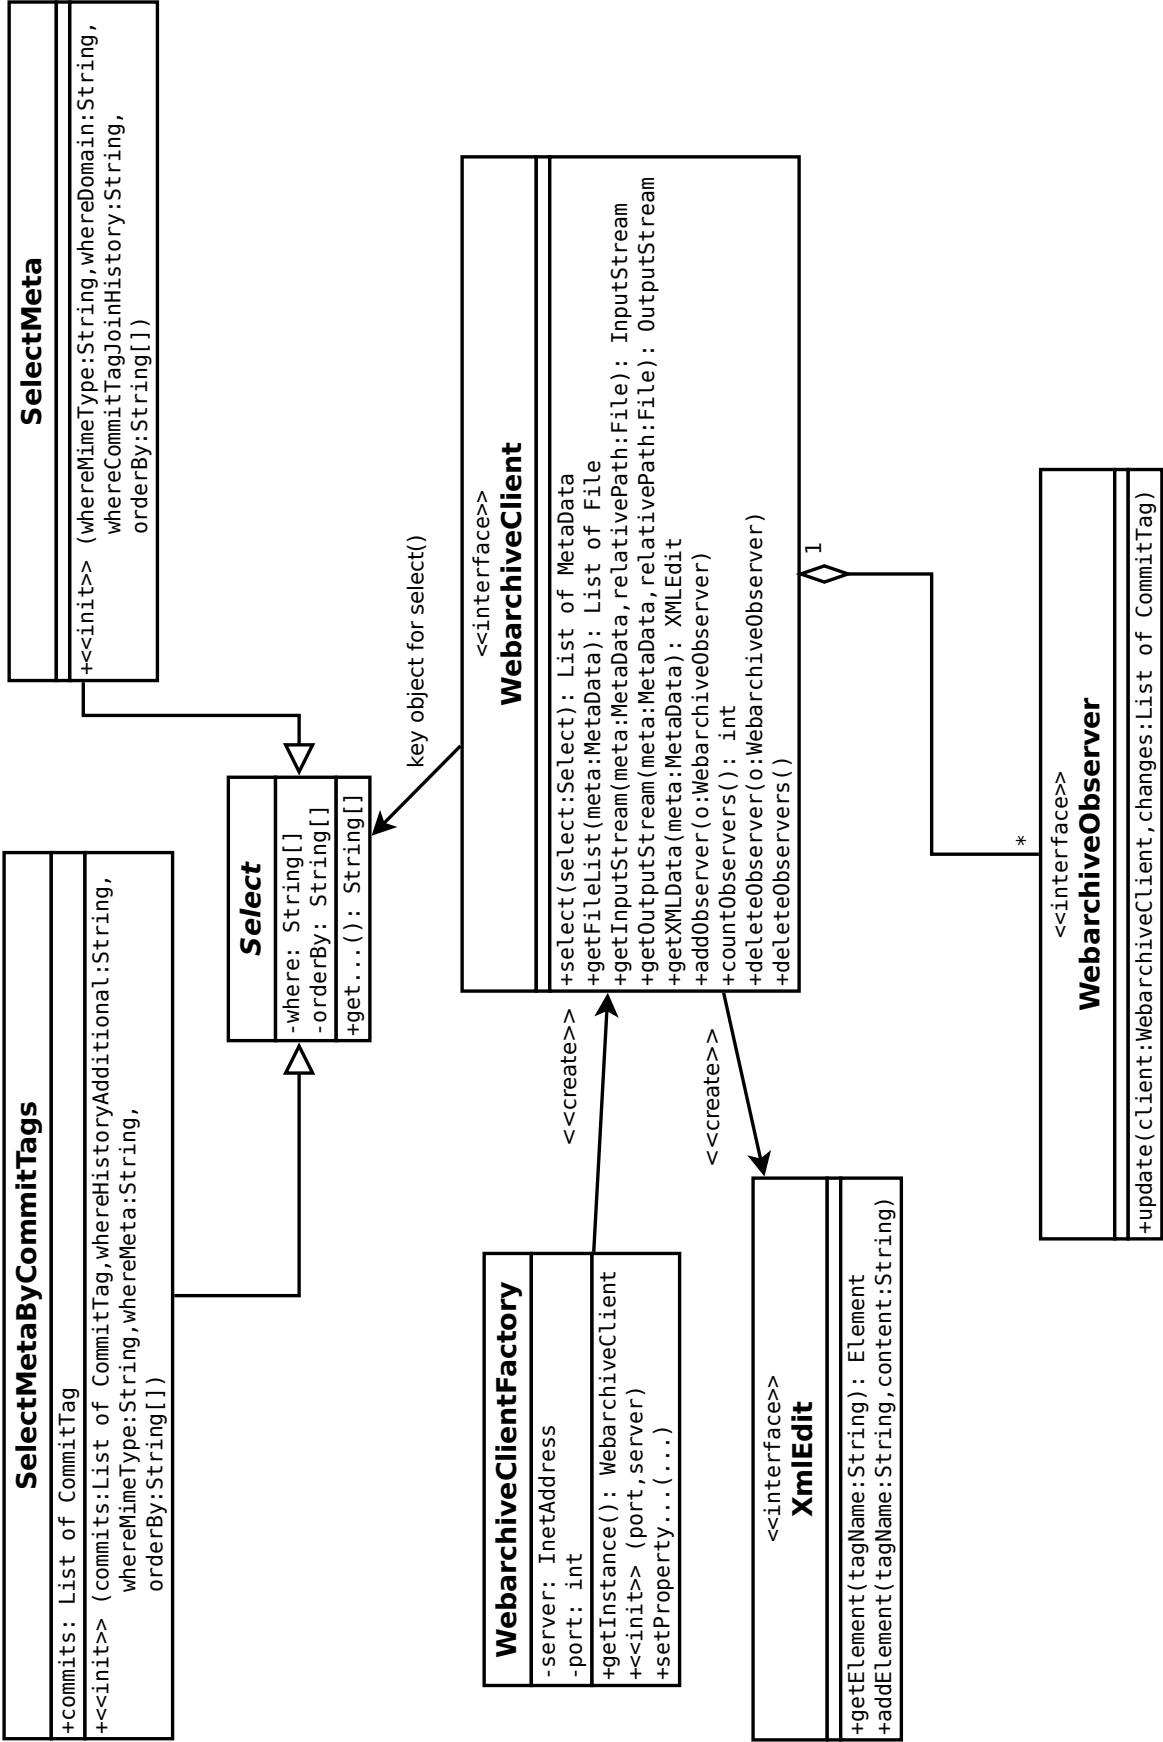 SelectMetaByCommitTags
+commits: List of CommitTag
+<<init>> (commits:List of CommitTag,whereHistoryAdditional:String,
whereMimeType:String,whereMeta:String,
orderBy:String[])
SelectMeta
+<<init>> (whereMimeType:String,whereDomain:String,
whereCommitTagJoinHistory:String,
orderBy:String[])
Select
-where: String[]
-orderBy: String[]
+get...(): String[]
key object for select()
<<interface>>
WebarchiveClient
+select(select:Select): List of MetaData
+getFileList(meta:MetaData): List of File
+getInputStream(meta:MetaData,relativePath:File): InputStream
+getOutputStream(meta:MetaData,relativePath:File): OutputStream
+getXMLData(meta:MetaData): XMLEdit
+addObserver(o:WebarchiveObserver)
+countObservers(): int
+deleteObserver(o:WebarchiveObserver)
+deleteObservers()
<<create>>
<<create>>
WebarchiveClientFactory
-server: InetAddress
-port: int
+getInstance(): WebarchiveClient
+<<init>> (port,server)
+setProperty...(...)
<<interface>>
XmlEdit
+getElement(tagName:String): Element
+addElement(tagName:String,content:String)
1
*
<<interface>>
WebarchiveObserver
+update(client:WebarchiveClient,changes:List of CommitTag)